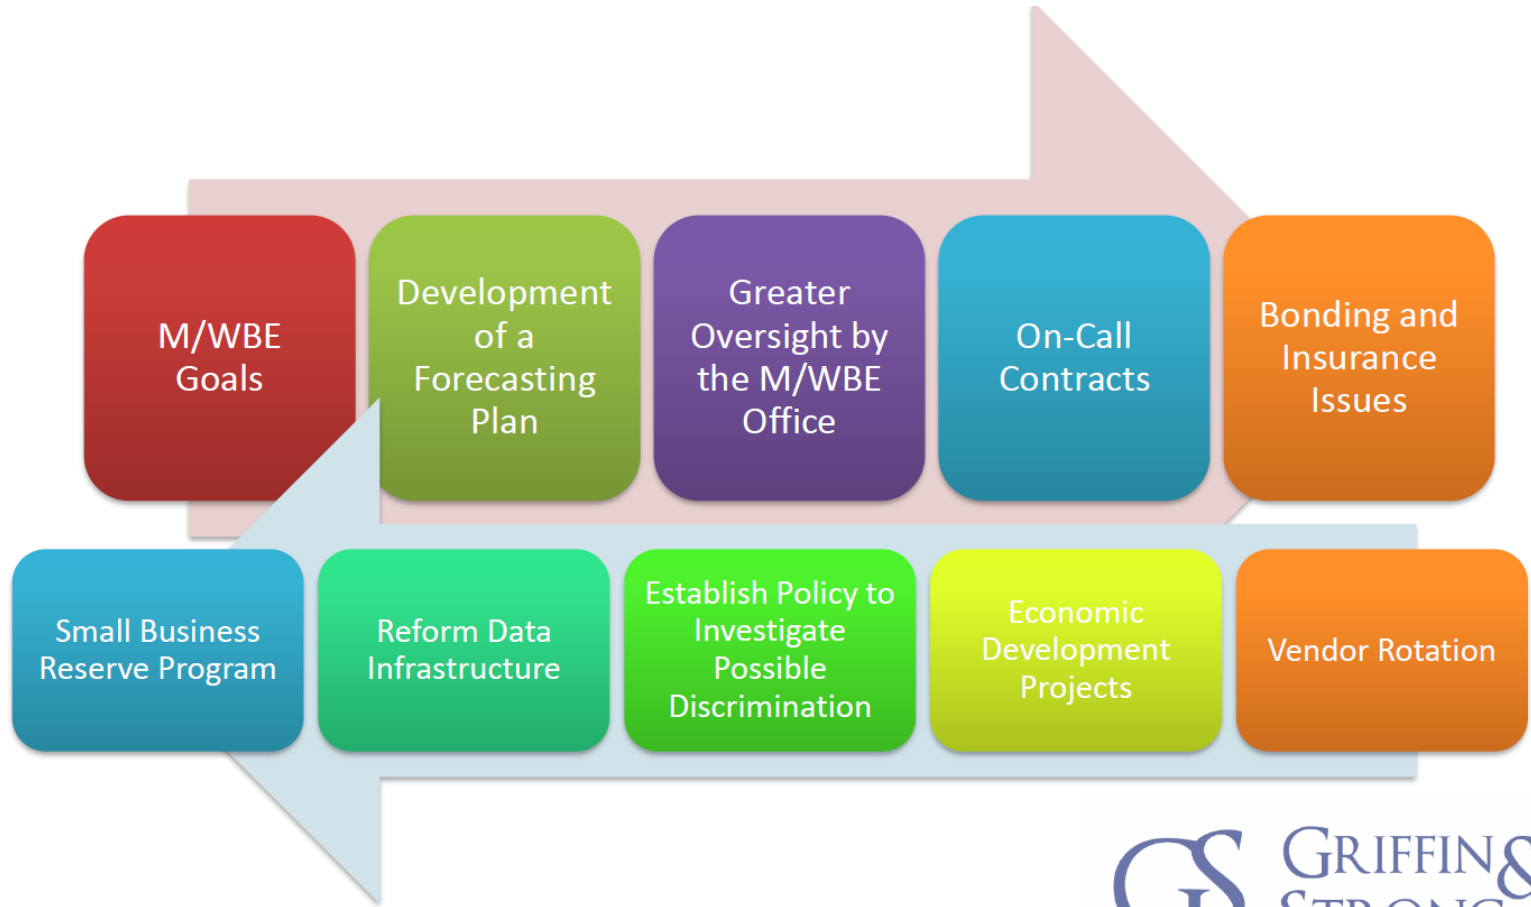 M/WBE
Goals
Development
of a
Forecasting
Plan
Greater
Oversight by
the M/WBE
Office
On-Call
Contracts
Bonding and
Insurance
Issues
Small Business
Reserve Program
Reform Data
Infrastructure
Establish Policy to
Investigate
Possible
Discrimination
Economic
Development
Projects
Vendor Rotation
GS
GRIFFIN &
STRONG